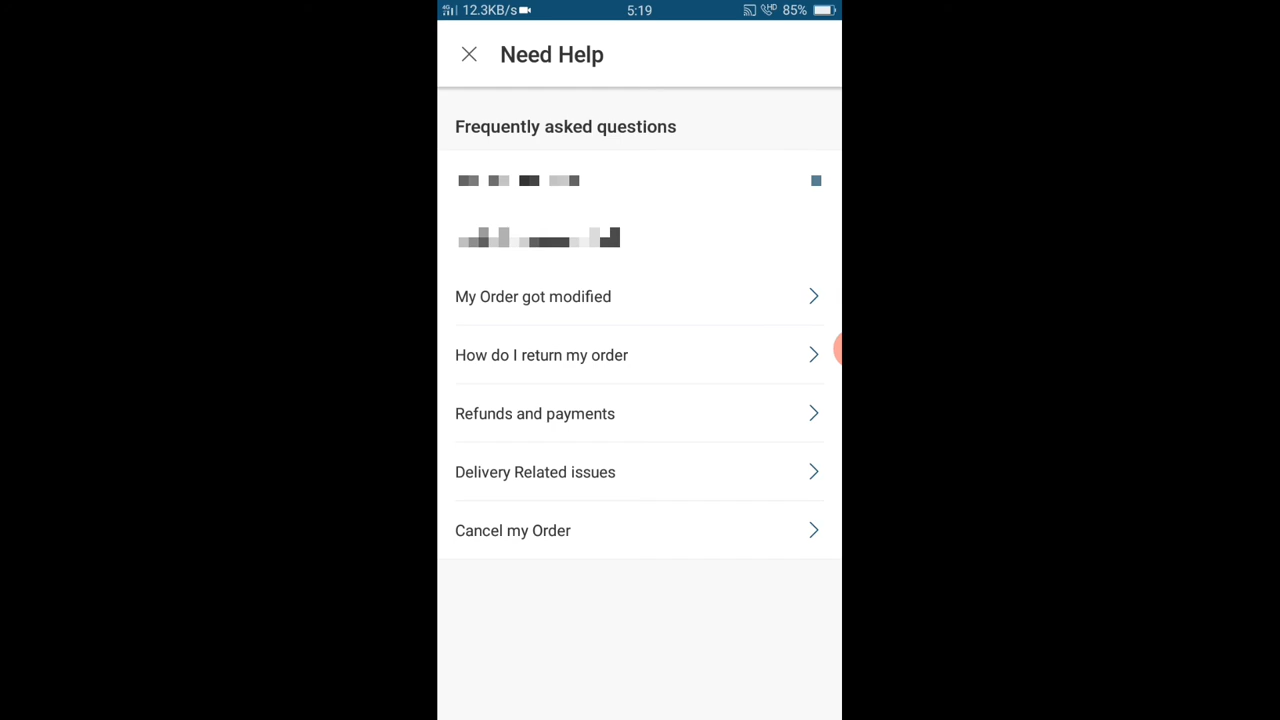 12.3KB/s
5:19
HD
85%
Need Help
Frequently asked questions
My Order got modified
How do I return my order
Refunds and payments
Delivery Related issues
Cancel my Order